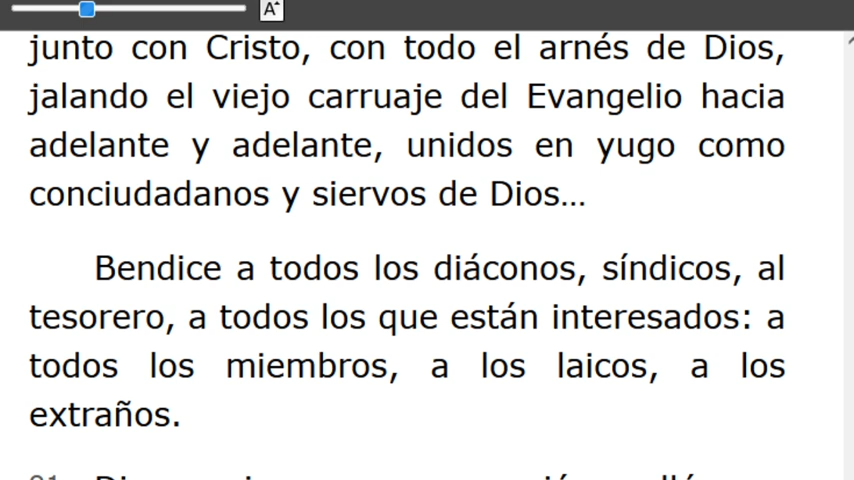 A
junto con Cristo, con todo el arnés de Dios,
jalando el viejo carruaje del Evangelio hacia
adelante y adelante, unidos en yugo como
conciudadanos y siervos de Dios...
Bendice a todos los diáconos, síndicos, al
tesorero, a todos los que están interesados: a
todos los miembros, a los laicos, a los
extraños.